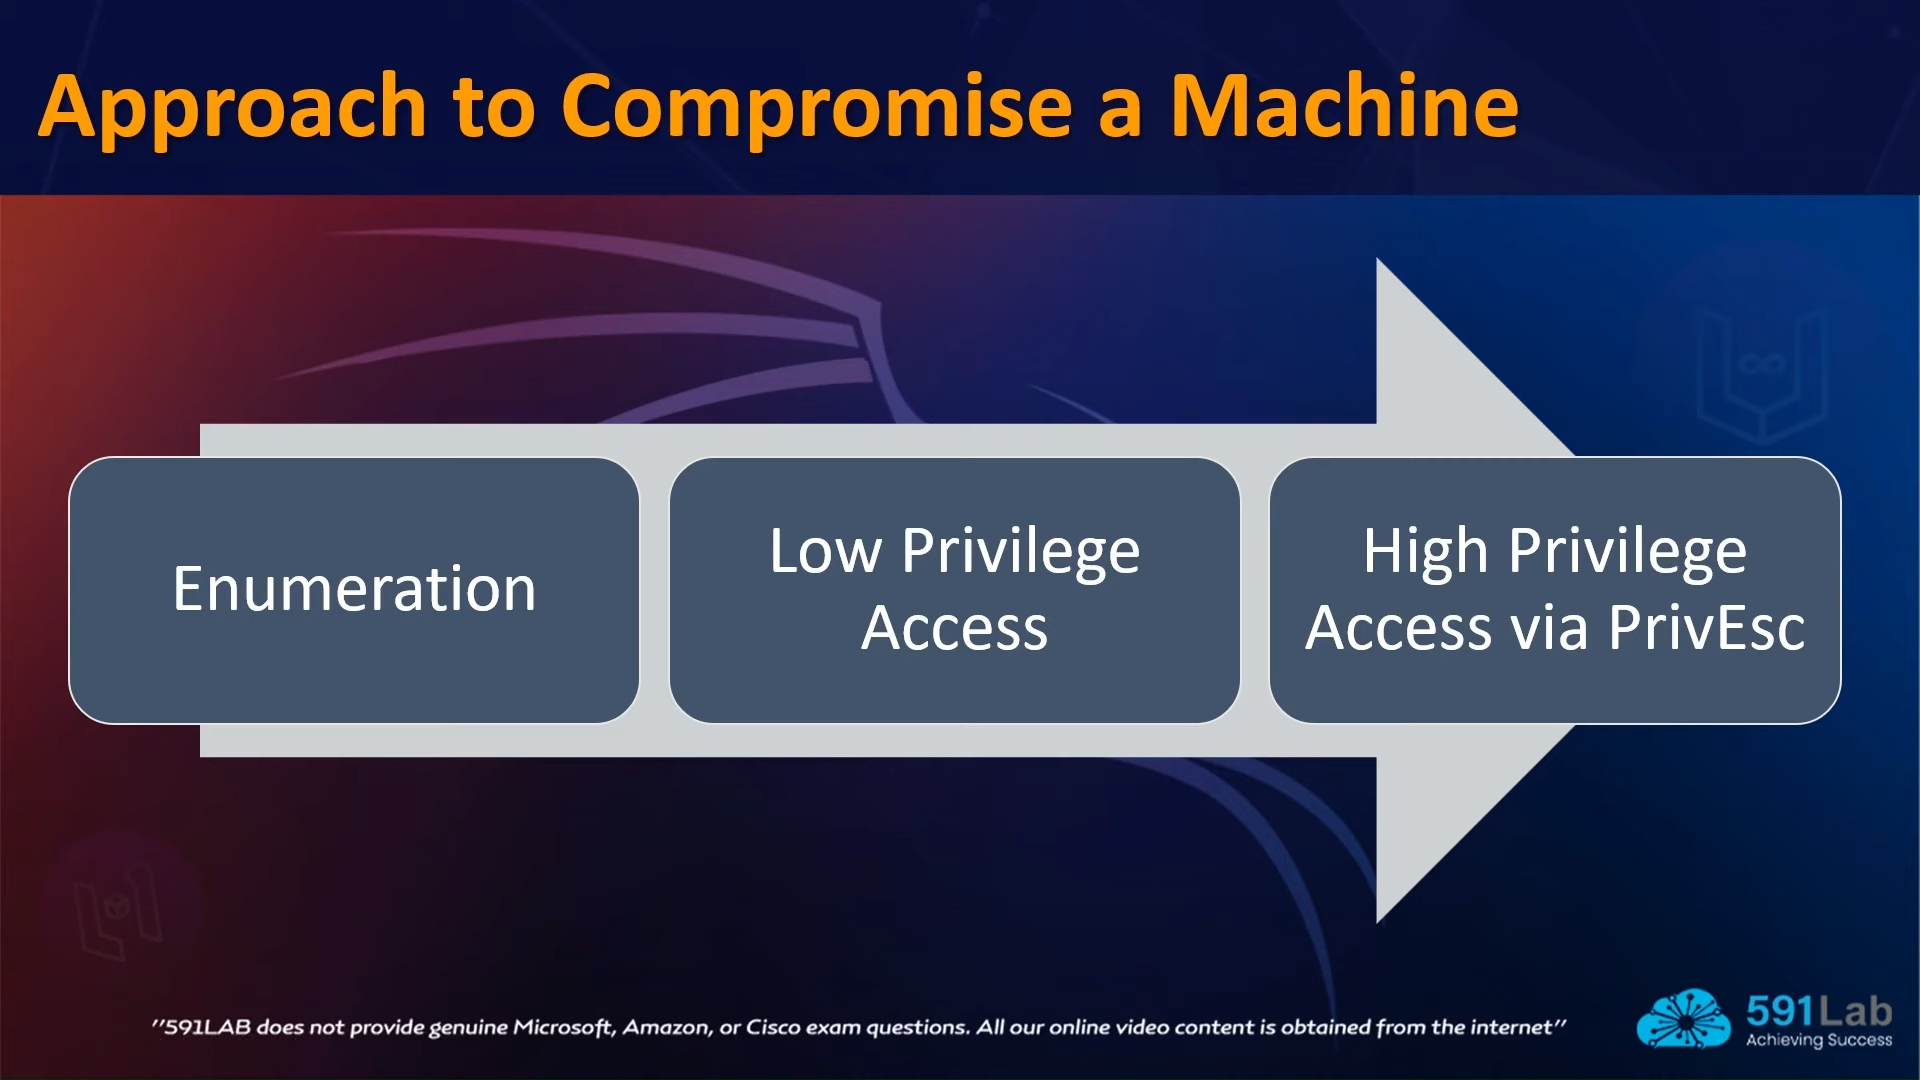 Approach to Compromise a Machine
Enumeration
Low Privilege
Access
High Privilege
Access via PrivEsc
''591LAB does not provide genuine Microsoft, Amazon, or Cisco exam questions. All our online video content is obtained from the internet''
591Lab
Achieving Success